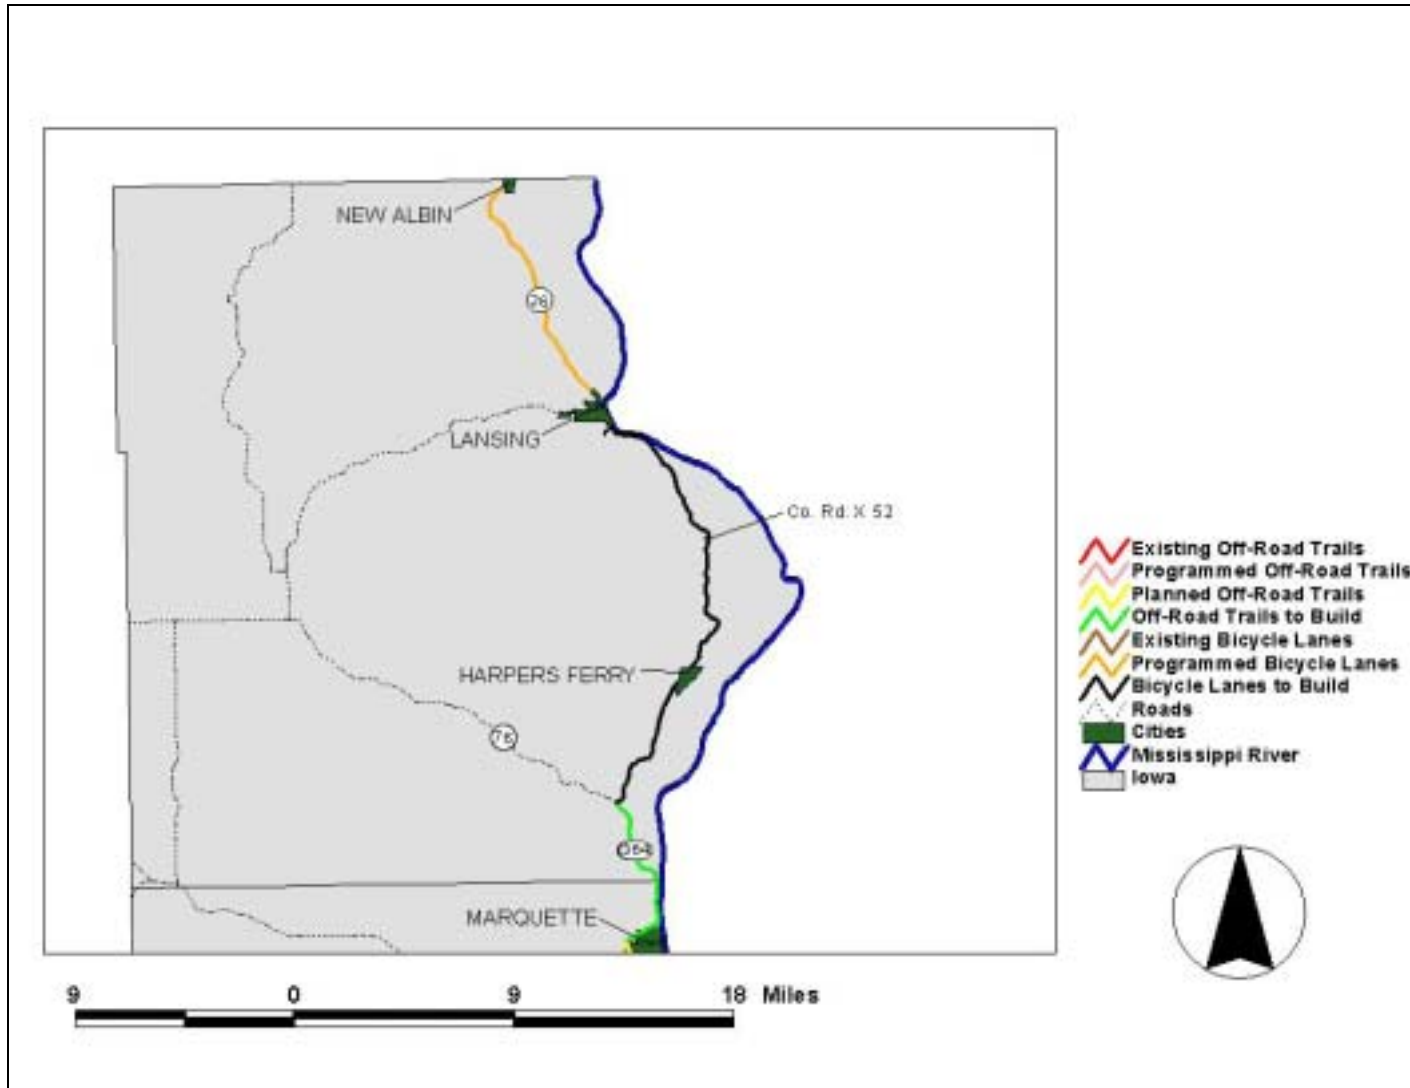 NEW ALBIN
26
LANSING
Co. Rd. X 52
HARPERS FERRY
76
364
MARQUETTE
Existing Off-Road Trails
Programmed Off-Road Trails
Planned Off-Road Trails
Off-Road Trails to Build
Existing Bicycle Lanes
Programmed Bicycle Lanes
Bicycle Lanes to Build
Roads
Cities
Mississippi River
Iowa
9 0 9 18 Miles